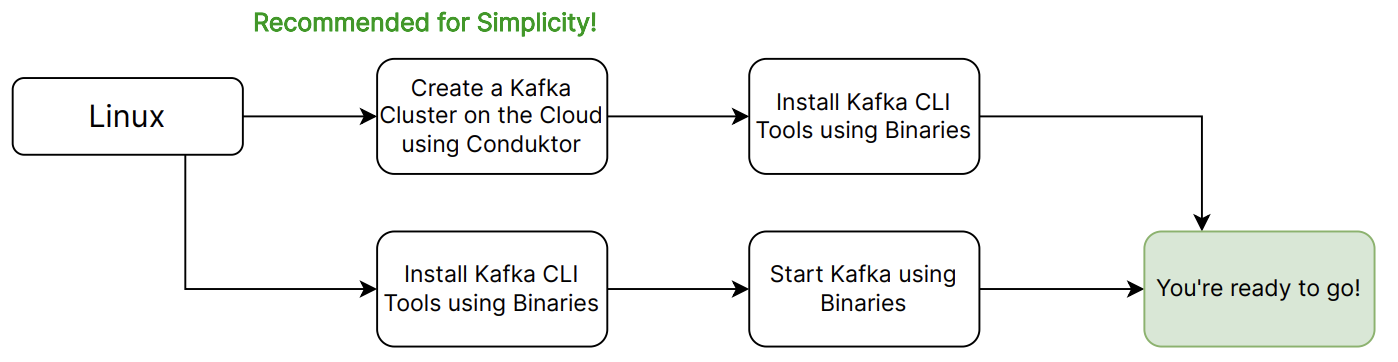 Recommended for Simplicity!
Linux
Create a Kafka
Cluster on the Cloud
using Conduktor
Install Kafka CLI
Tools using Binaries
Install Kafka CLI
Tools using Binaries
Start Kafka using
Binaries
You're ready to go!